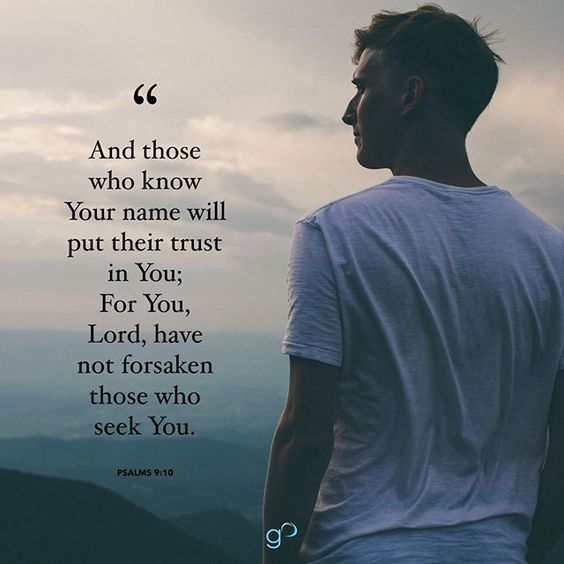 “
And those
who know
Your name will
put their trust
in You;
For You,
Lord, have
not forsaken
those who
seek You.
PSALMS 9:10
g